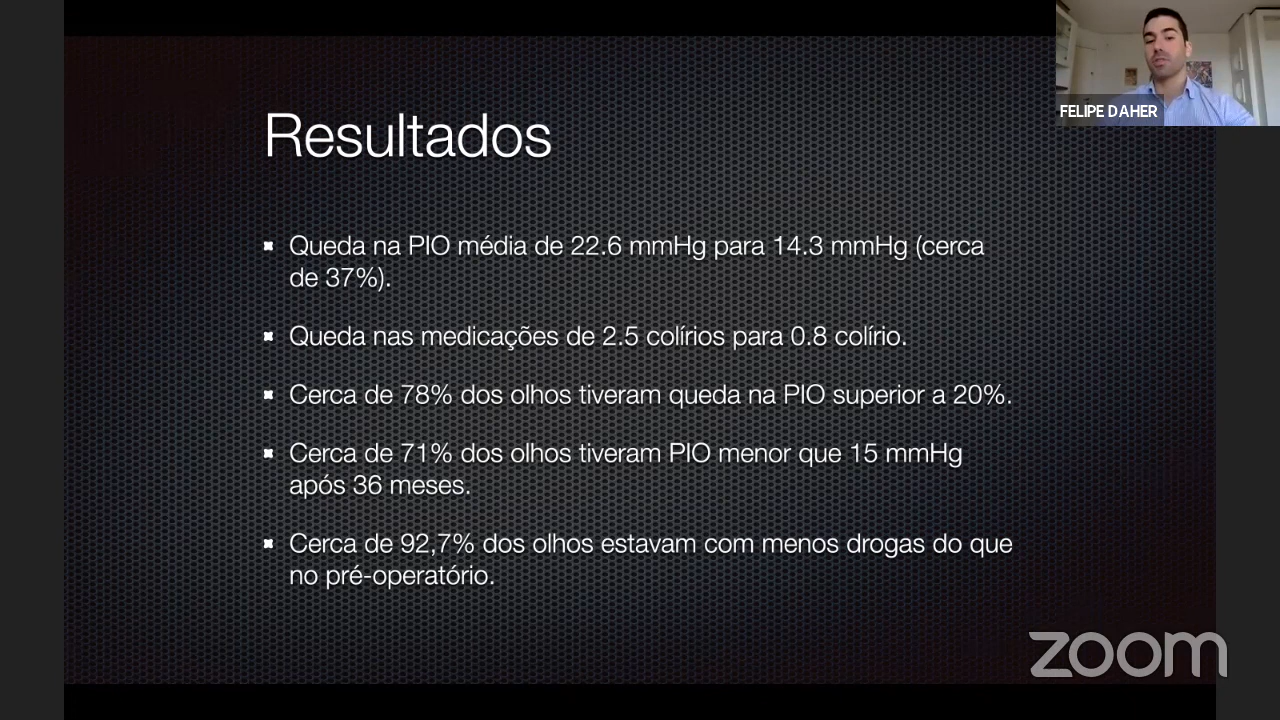 FELIPE DAHER
Resultados
Queda na PIO média de 22.6 mmHg para 14.3 mmHg (cerca
de 37%).
Queda nas medicações de 2.5 colírios para 0.8 colírio.
Cerca de 78% dos olhos tiveram queda na PIO superior a 20%.
Cerca de 71% dos olhos tiveram PIO menor que 15 mmHg
após 36 meses.
Cerca de 92,7% dos olhos estavam com menos drogas do que
no pré-operatório.
zoom